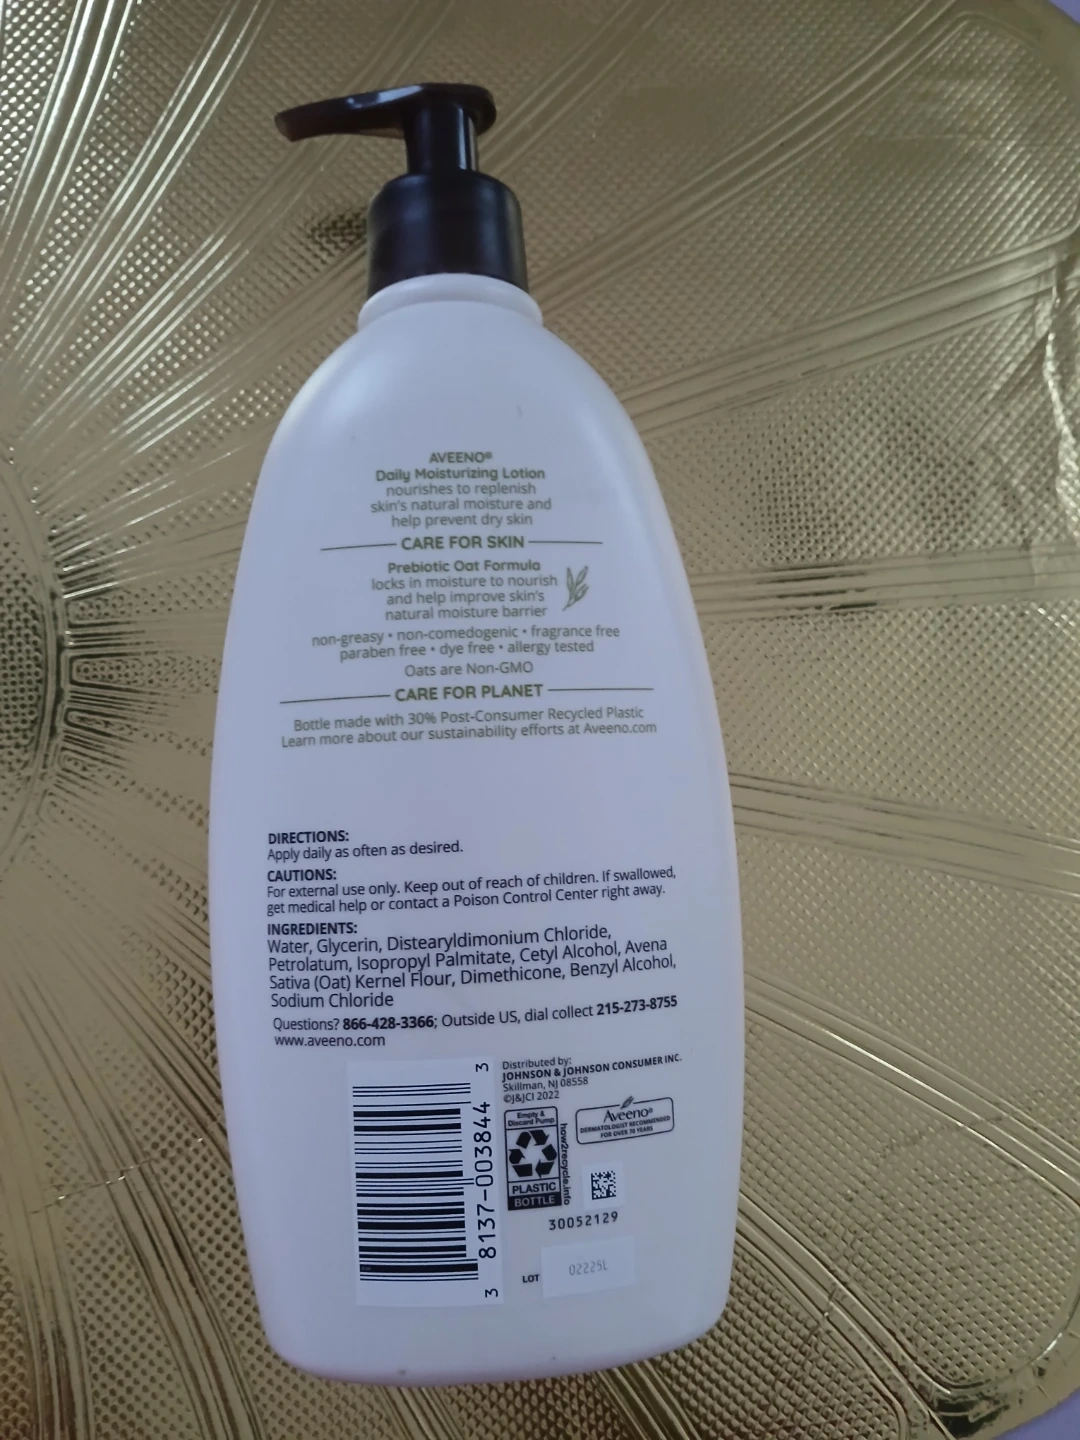 AVEENO®
Daily Moisturizing Lotion
nourishes to replenish
skin's natural moisture and
help prevent dry skin
CARE FOR SKIN
Prebiotic Oat Formula
locks in moisture to nourish
and help improve skin's
natural moisture barrier
non-greasy • non-comedogenic • fragrance free
paraben free • dye free • allergy tested
Oats are Non-GMO
CARE FOR PLANET
Bottle made with 30% Post-Consumer Recycled Plastic
Learn more about our sustainability efforts at Aveeno.com
DIRECTIONS:
Apply daily as often as desired.
CAUTIONS:
For external use only. Keep out of reach of children. If swallowed,
get medical help or contact a Poison Control Center right away.
INGREDIENTS:
Water, Glycerin, Distearyldimonium Chloride,
Petrolatum, Isopropyl Palmitate, Cetyl Alcohol, Avena
Sativa (Oat) Kernel Flour, Dimethicone, Benzyl Alcohol,
Sodium Chloride
Questions? 866-428-3366; Outside US, dial collect 215-273-8755
www.aveeno.com
3 8137-003844 3
Distributed by:
JOHNSON & JOHNSON CONSUMER INC.
Skillman, NJ 08558
©J&JCI 2022
Empty &
Discard Pump
PLASTIC
BOTTLE
how2recycle.info
Aveeno®
DERMATOLOGIST RECOMMENDED
FOR OVER 70 YEARS
30052129
LOT 02225L